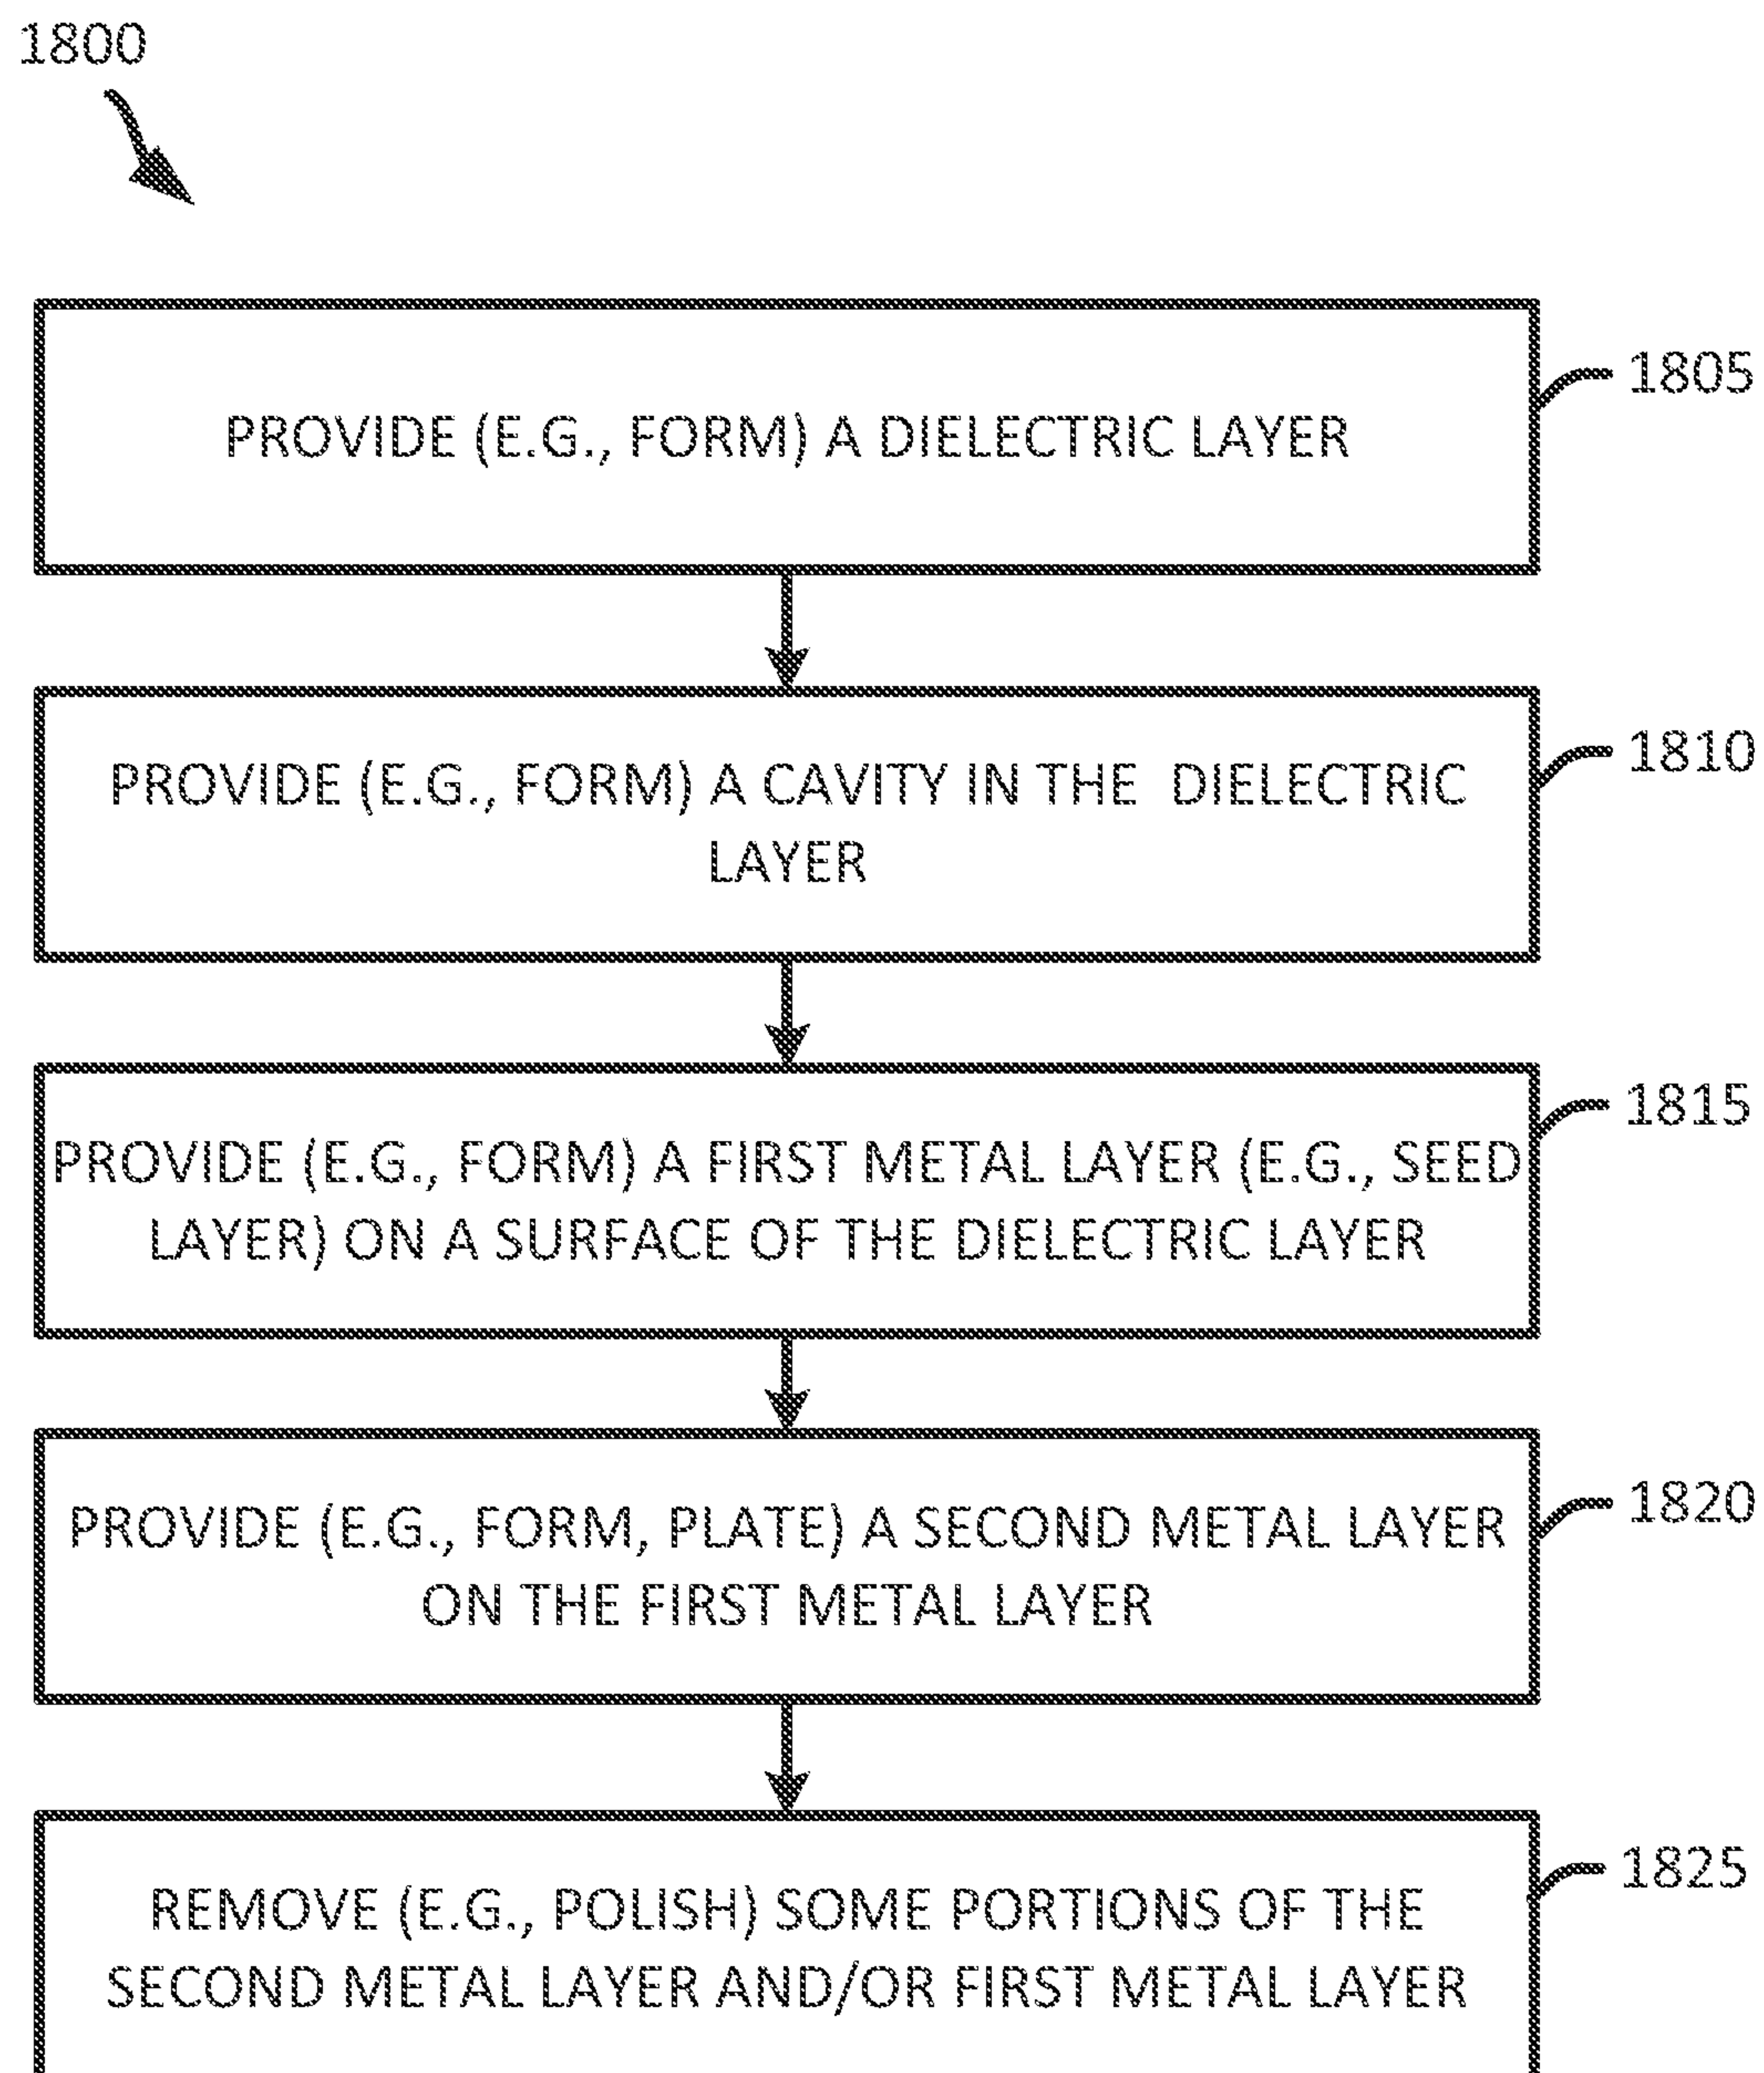 1800
PROVIDE (E.G., FORM) A DIELECTRIC LAYER
1805
PROVIDE (E.G., FORM) A CAVITY IN THE DIELECTRIC
LAYER
1810
PROVIDE (E.G., FORM) A FIRST METAL LAYER (E.G., SEED
LAYER) ON A SURFACE OF THE DIELECTRIC LAYER
1815
PROVIDE (E.G., FORM, PLATE) A SECOND METAL LAYER
ON THE FIRST METAL LAYER
1820
REMOVE (E.G., POLISH) SOME PORTIONS OF THE
SECOND METAL LAYER AND/OR FIRST METAL LAYER
1825